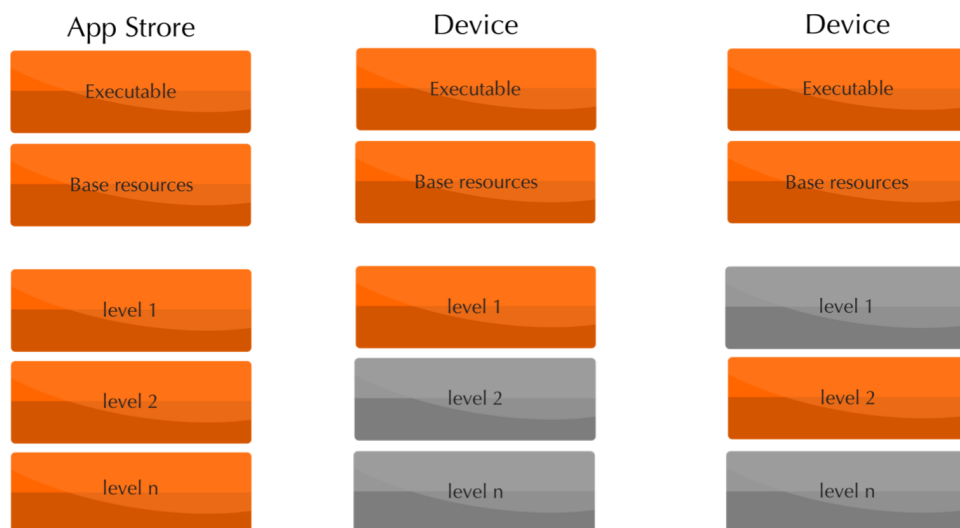 App Strore
Device
Device
Executable
Executable
Executable
Base resources
Base resources
Base resources
level 1
level 1
level 1
level 2
level 2
level 2
level n
level n
level n